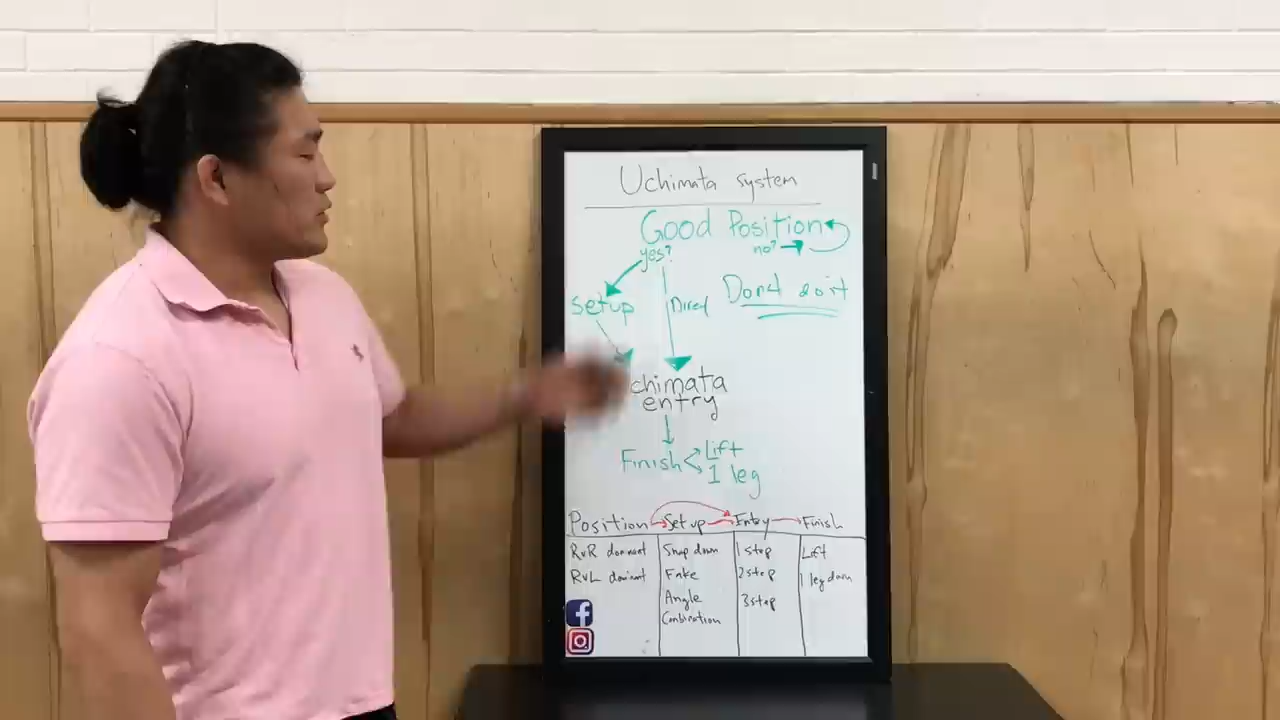 Uchimata system
Good Position
yes?
no?
Setup
Direct
Dont do it
chimata
entry
Finish < Lift
1 leg
Position Set up Entry Finish
RvR dominant Snap down 1 step Lift
RvL dominant Fake 2 step 1 leg down
Angle 3 step
Combination